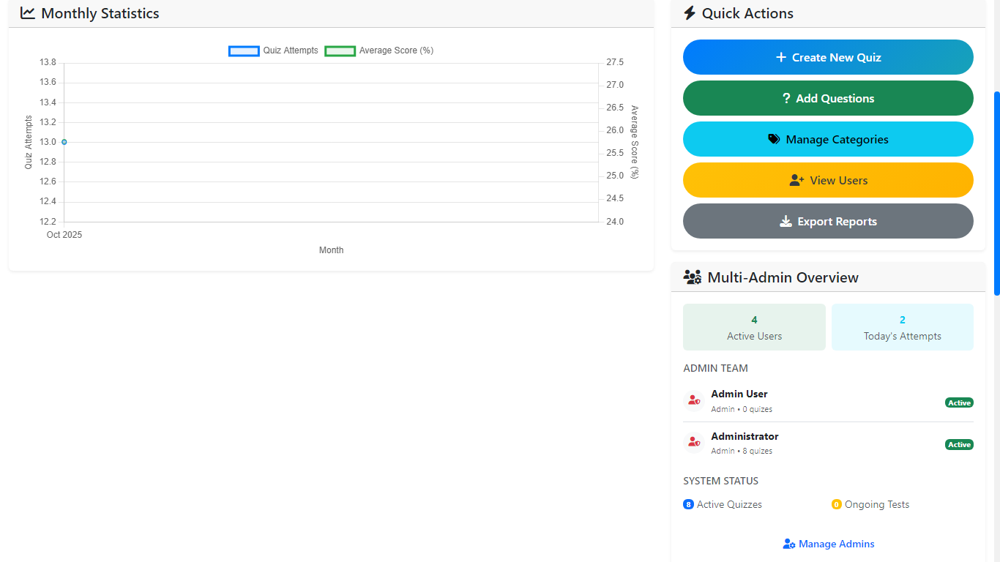 Monthly Statistics
Quiz Attempts
Average Score (%)
13.8
13.6
13.4
13.2
13.0
12.8
12.6
12.4
12.2
Quiz Attempts
27.5
27.0
26.5
26.0
25.5
25.0
24.5
24.0
Average Score (%)
Oct 2025
Month
Quick Actions
Create New Quiz
? Add Questions
Manage Categories
View Users
Export Reports
Multi-Admin Overview
4
Active Users
2
Today's Attempts
ADMIN TEAM
Admin User
Admin • 0 quizes
Active
Administrator
Admin • 8 quizes
Active
SYSTEM STATUS
8 Active Quizzes
0 Ongoing Tests
Manage Admins